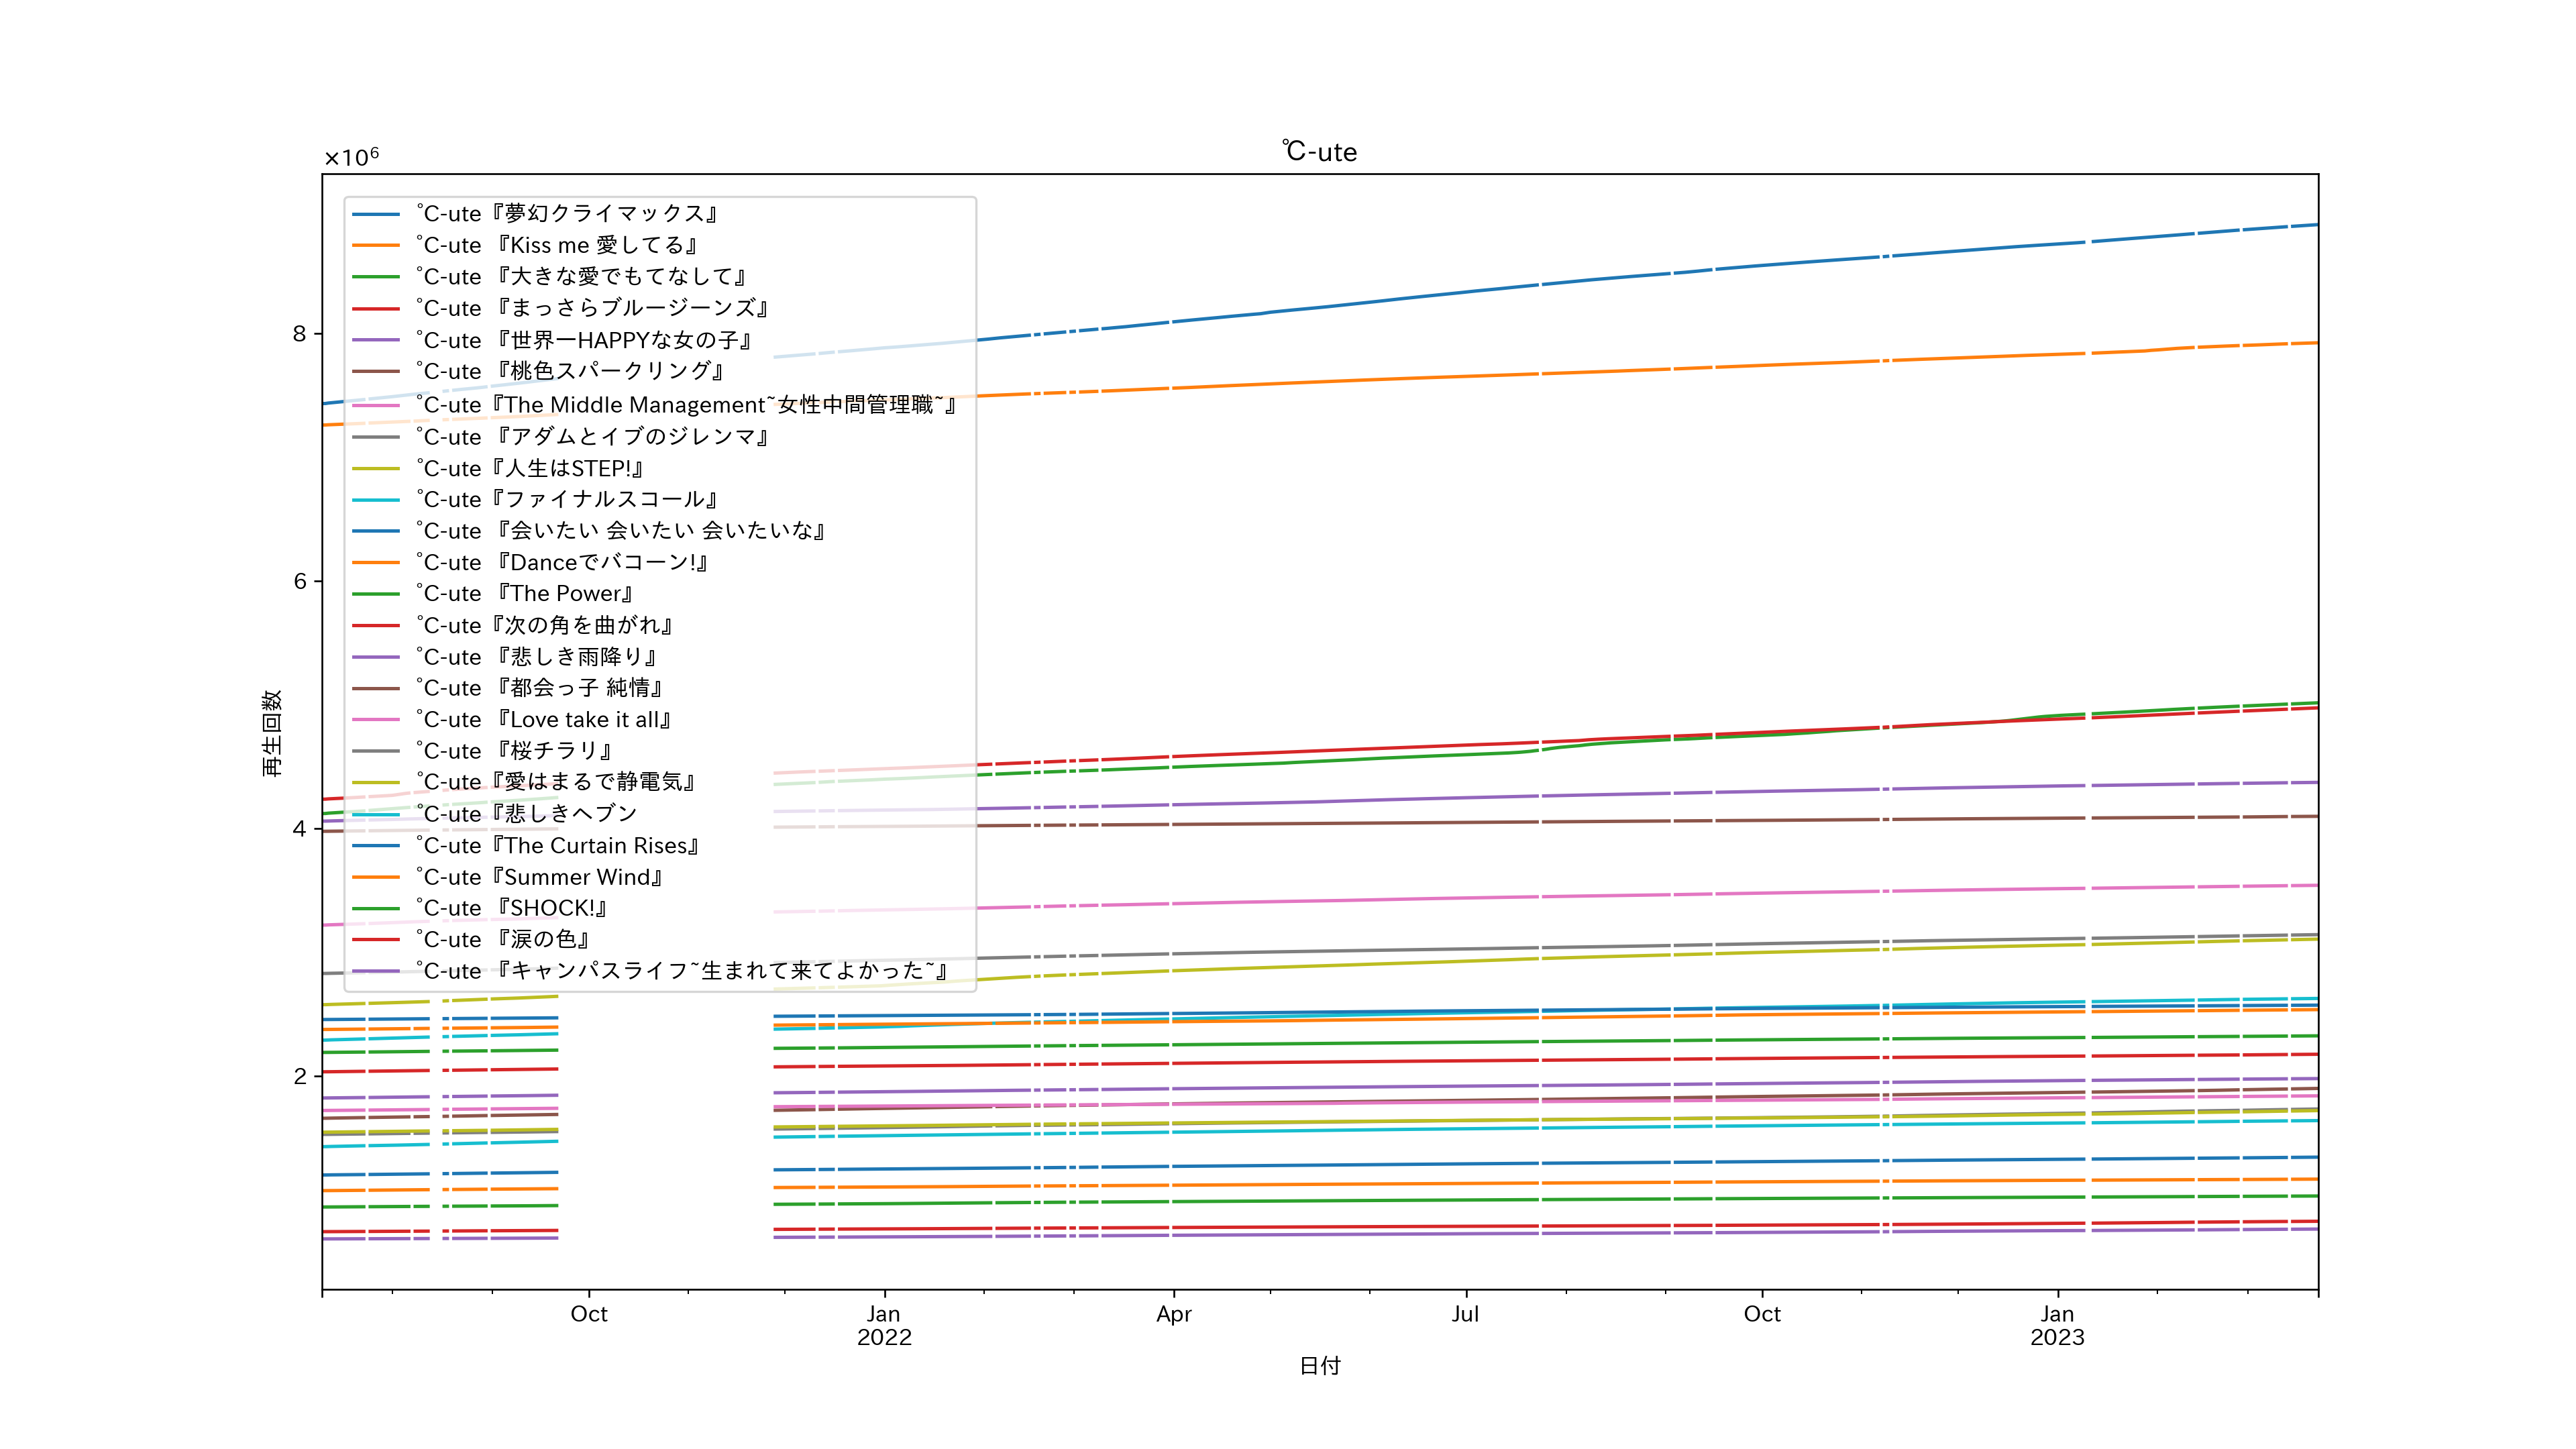 ℃-ute
×10⁶
8
6
4
2
再生回数
℃-ute『夢幻クライマックス』
℃-ute 『Kiss me 愛してる』
℃-ute 『大きな愛でもてなして』
℃-ute 『まっさらブルージーンズ』
℃-ute 『世界一HAPPYな女の子』
℃-ute 『桃色スパークリング』
℃-ute『The Middle Management~女性中間管理職~』
℃-ute 『アダムとイブのジレンマ』
℃-ute『人生はSTEP!』
℃-ute『ファイナルスコール』
℃-ute 『会いたい 会いたい 会いたいな』
℃-ute 『Danceでバコーン!』
℃-ute 『The Power』
℃-ute『次の角を曲がれ』
℃-ute 『悲しき雨降り』
℃-ute 『都会っ子 純情』
℃-ute 『Love take it all』
℃-ute 『桜チラリ』
℃-ute『愛はまるで静電気』
℃-ute『悲しきヘブン
℃-ute『The Curtain Rises』
℃-ute『Summer Wind』
℃-ute 『SHOCK!』
℃-ute 『涙の色』
℃-ute 『キャンパスライフ~生まれて来てよかった~』
Oct
Jan
2022
Apr
Jul
Oct
Jan
2023
日付